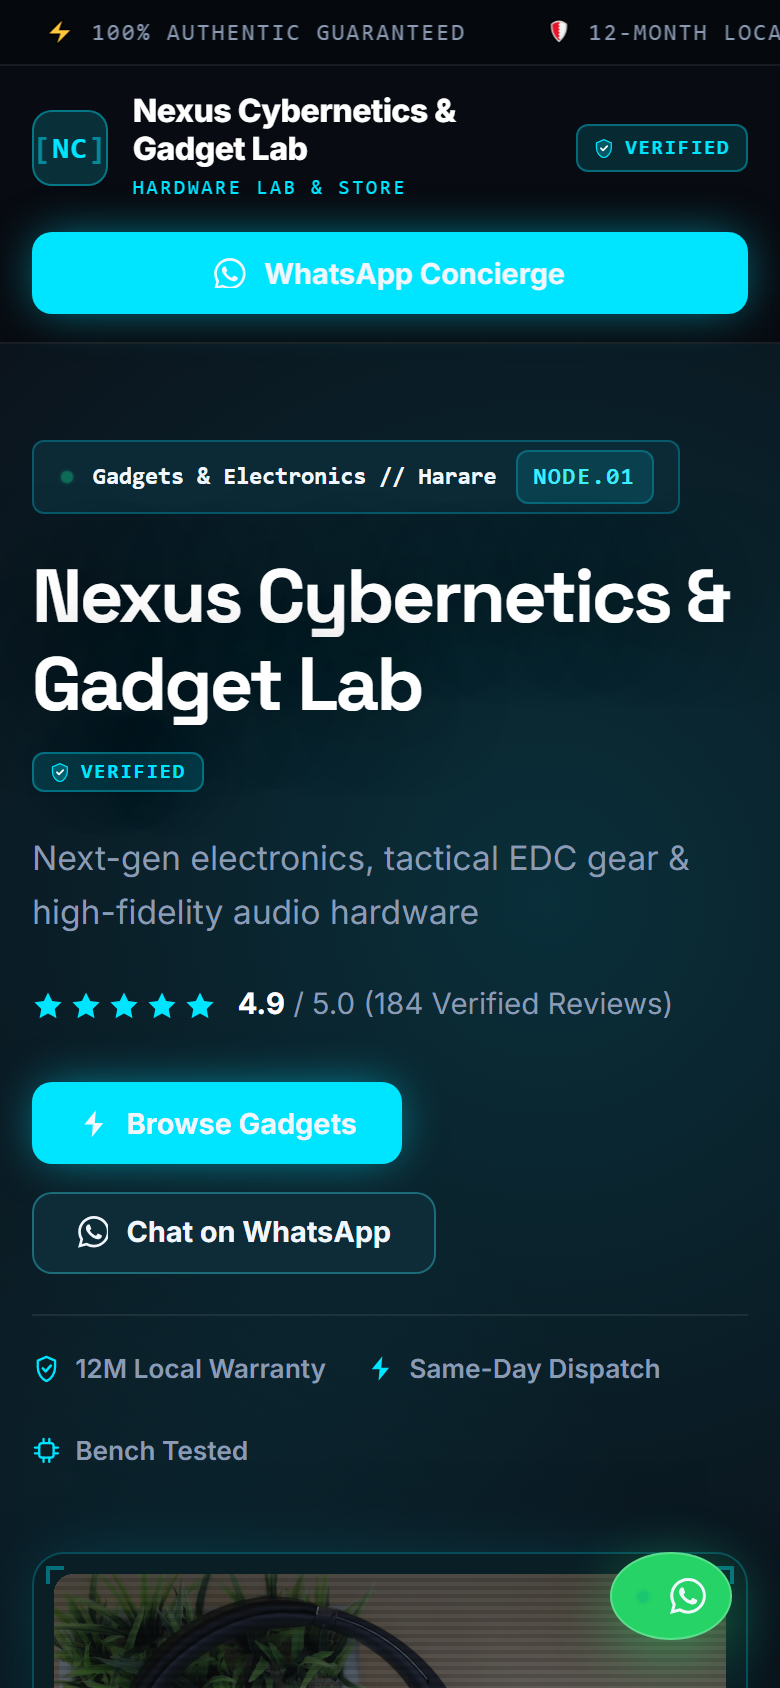 100% AUTHENTIC GUARANTEED 12-MONTH LOCA
[NC]
Nexus Cybernetics &
Gadget Lab
HARDWARE LAB & STORE
VERIFIED
WhatsApp Concierge
Gadgets & Electronics // Harare NODE.01
Nexus Cybernetics &
Gadget Lab
VERIFIED
Next-gen electronics, tactical EDC gear &
high-fidelity audio hardware
4.9 / 5.0 (184 Verified Reviews)
Browse Gadgets
Chat on WhatsApp
12M Local Warranty Same-Day Dispatch
Bench Tested